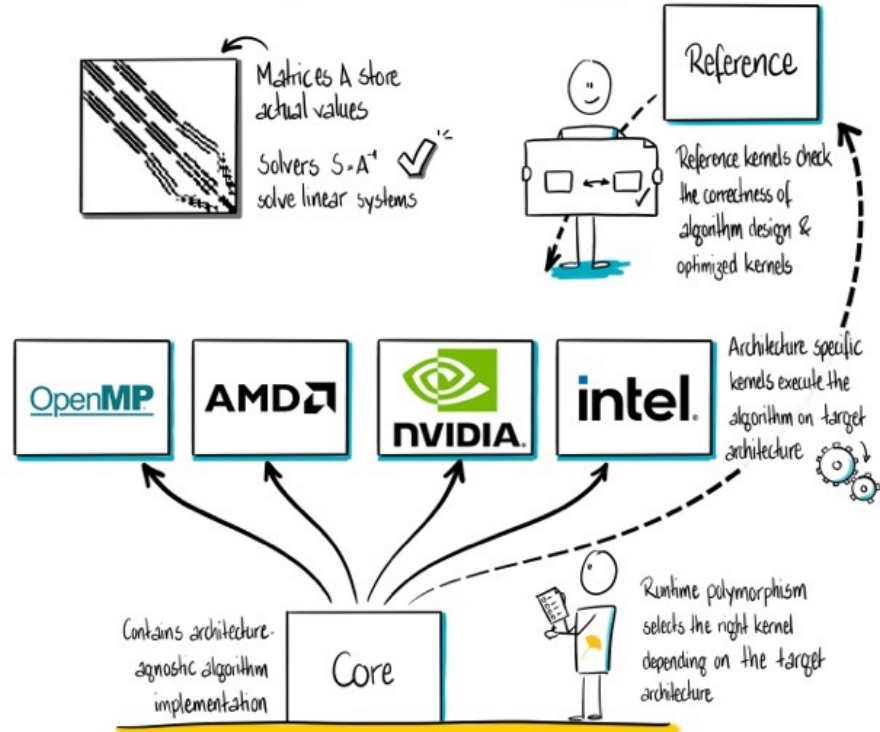 Matrices A store
actual values
Solvers S=A⁻¹
solve linear systems
Reference
Reference kernels check
the correctness of
algorithm design &
optimized kernels
OpenMP
AMD
NVIDIA
intel
Architecture specific
kernels execute the
algorithm on target
architecture
Contains architecture-
agnostic algorithm
implementation
Core
Runtime polymorphism
selects the right kernel
depending on the target
architecture